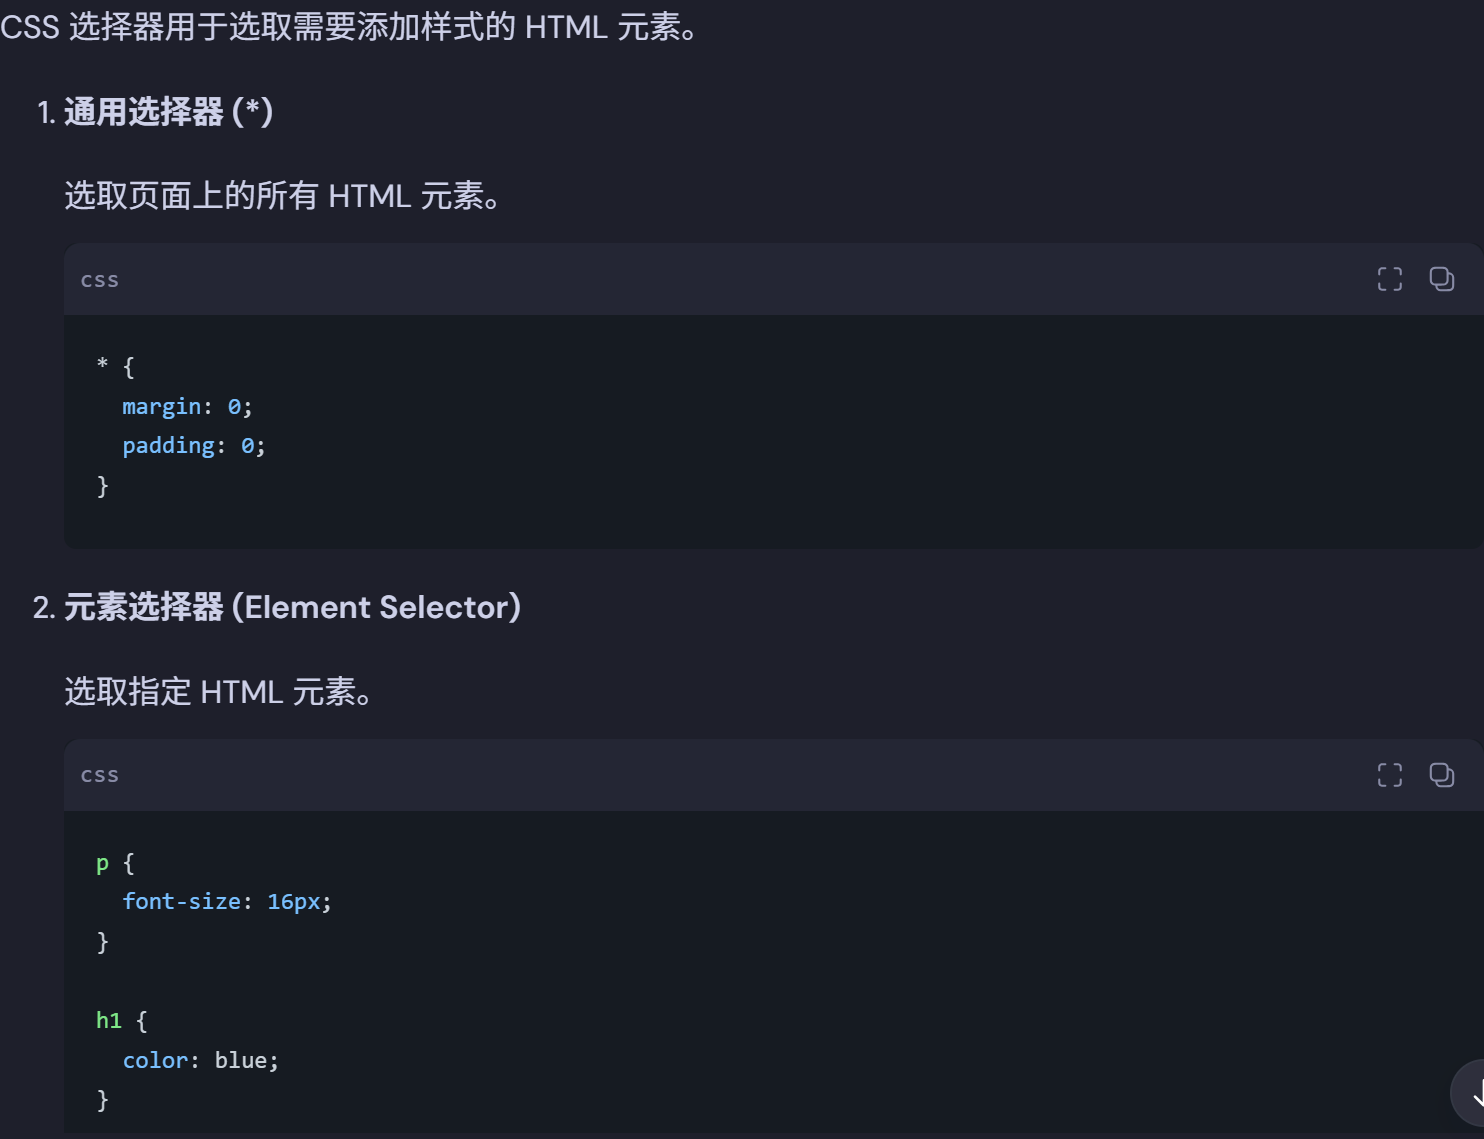 CSS 选择器用于选取需要添加样式的 HTML 元素。
1. 通用选择器 (*)
选取页面上的所有 HTML 元素。
css
* {
  margin: 0;
  padding: 0;
}
2. 元素选择器 (Element Selector)
选取指定 HTML 元素。
css
p {
  font-size: 16px;
}
h1 {
  color: blue;
}